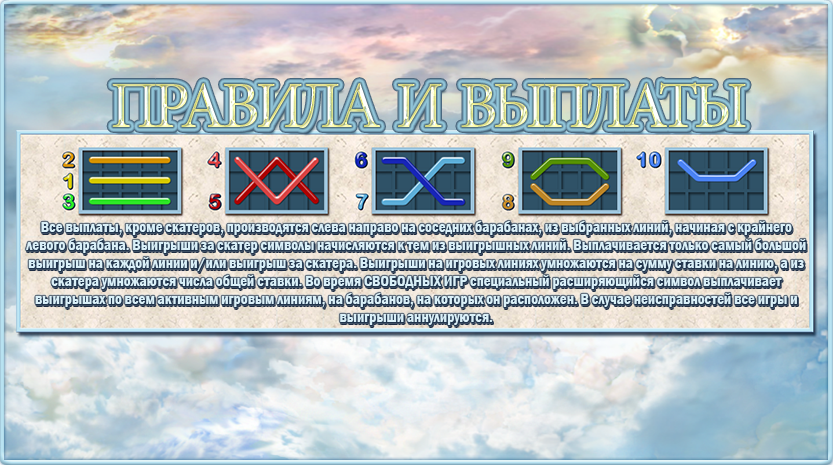 ПРАВИЛА И ВЫПЛАТЫ
2 4 6 9 10
1
3 5 7 8
Все выплаты, кроме скатеров, производятся слева направо на соседних барабанах, из выбранных линий, начиная с крайнего
левого барабана. Выигрыши за скатер символы начисляются к тем из выигрышных линий. Выплачивается только самый большой
выигрыш на каждой линии и/или выигрыш за скатера. Выигрыши на игровых линиях умножаются на сумму ставки на линию, а из
скатера умножаются числа общей ставки. Во время СВОБОДНЫХ ИГР специальный расширяющийся символ выплачивает
выигрышах по всем активным игровым линиям, на барабанов, на которых он расположен. В случае неисправностей все игры и
выигрыши аннулируются.